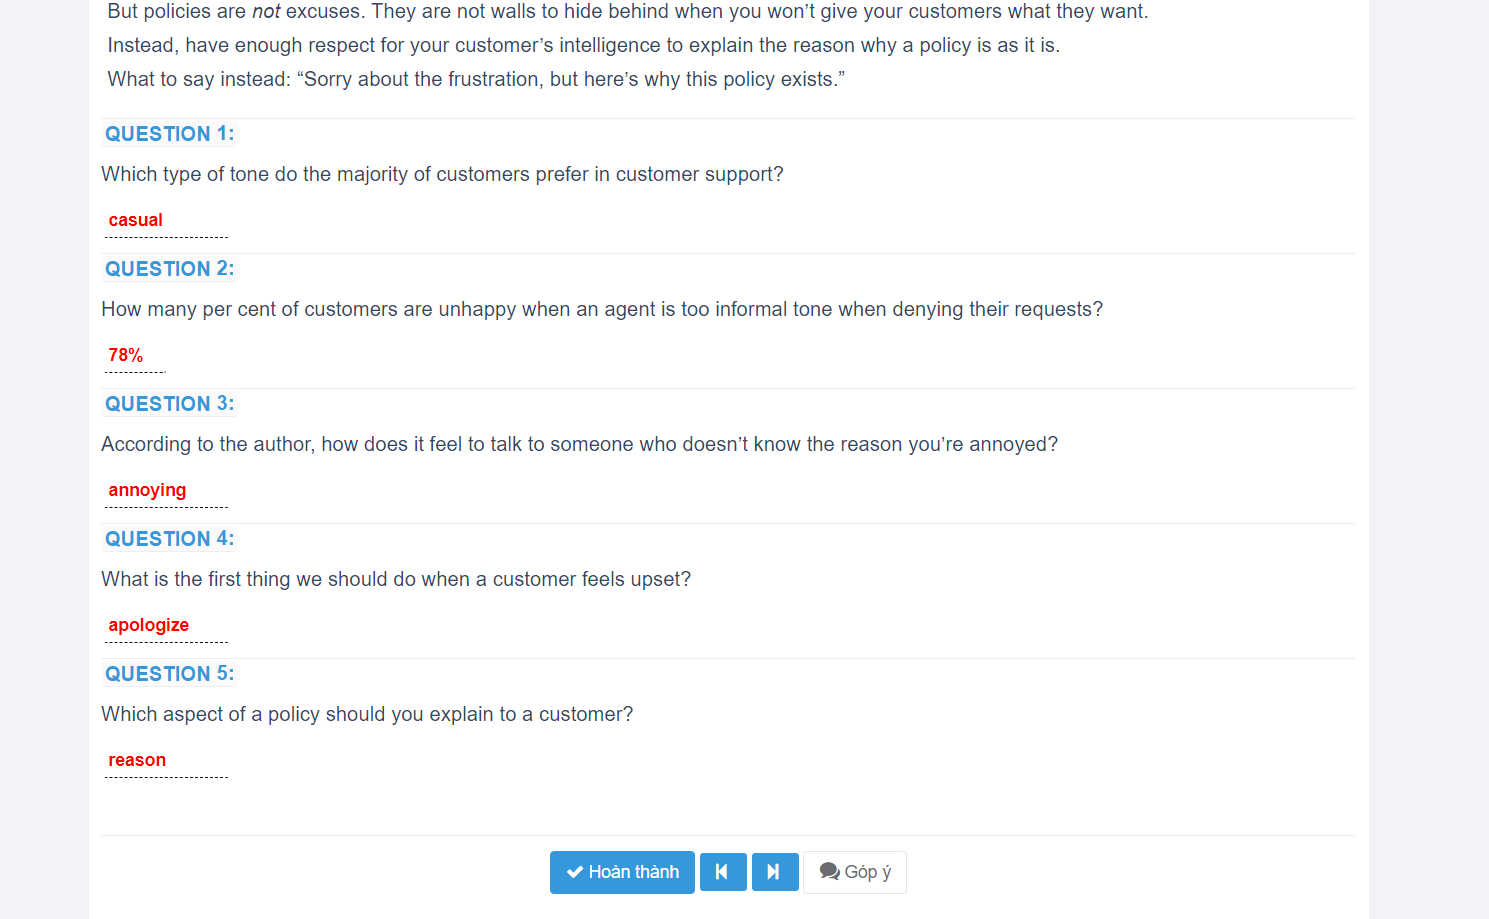 But policies are not excuses. They are not walls to hide behind when you won’t give your customers what they want.
Instead, have enough respect for your customer’s intelligence to explain the reason why a policy is as it is.
What to say instead: “Sorry about the frustration, but here’s why this policy exists.”
QUESTION 1:
Which type of tone do the majority of customers prefer in customer support?
casual
QUESTION 2:
How many per cent of customers are unhappy when an agent is too informal tone when denying their requests?
78%
QUESTION 3:
According to the author, how does it feel to talk to someone who doesn’t know the reason you’re annoyed?
annoying
QUESTION 4:
What is the first thing we should do when a customer feels upset?
apologize
QUESTION 5:
Which aspect of a policy should you explain to a customer?
reason
Hoàn thành Góp ý